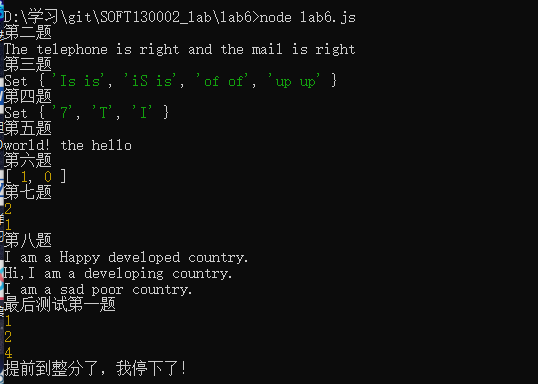 D:\学习\git\SOFT130002_lab\lab6>node lab6.js
第二题
The telephone is right and the mail is right
第三题
Set { 'Is is', 'iS is', 'of of', 'up up' }
第四题
Set { '7', 'T', 'I' }
第五题
world! the hello
第六题
[ 1, 0 ]
第七题
2
1
第八题
I am a Happy developed country.
Hi,I am a developing country.
I am a sad poor country.
最后测试第一题
1
2
4
提前到整分了，我停下了!